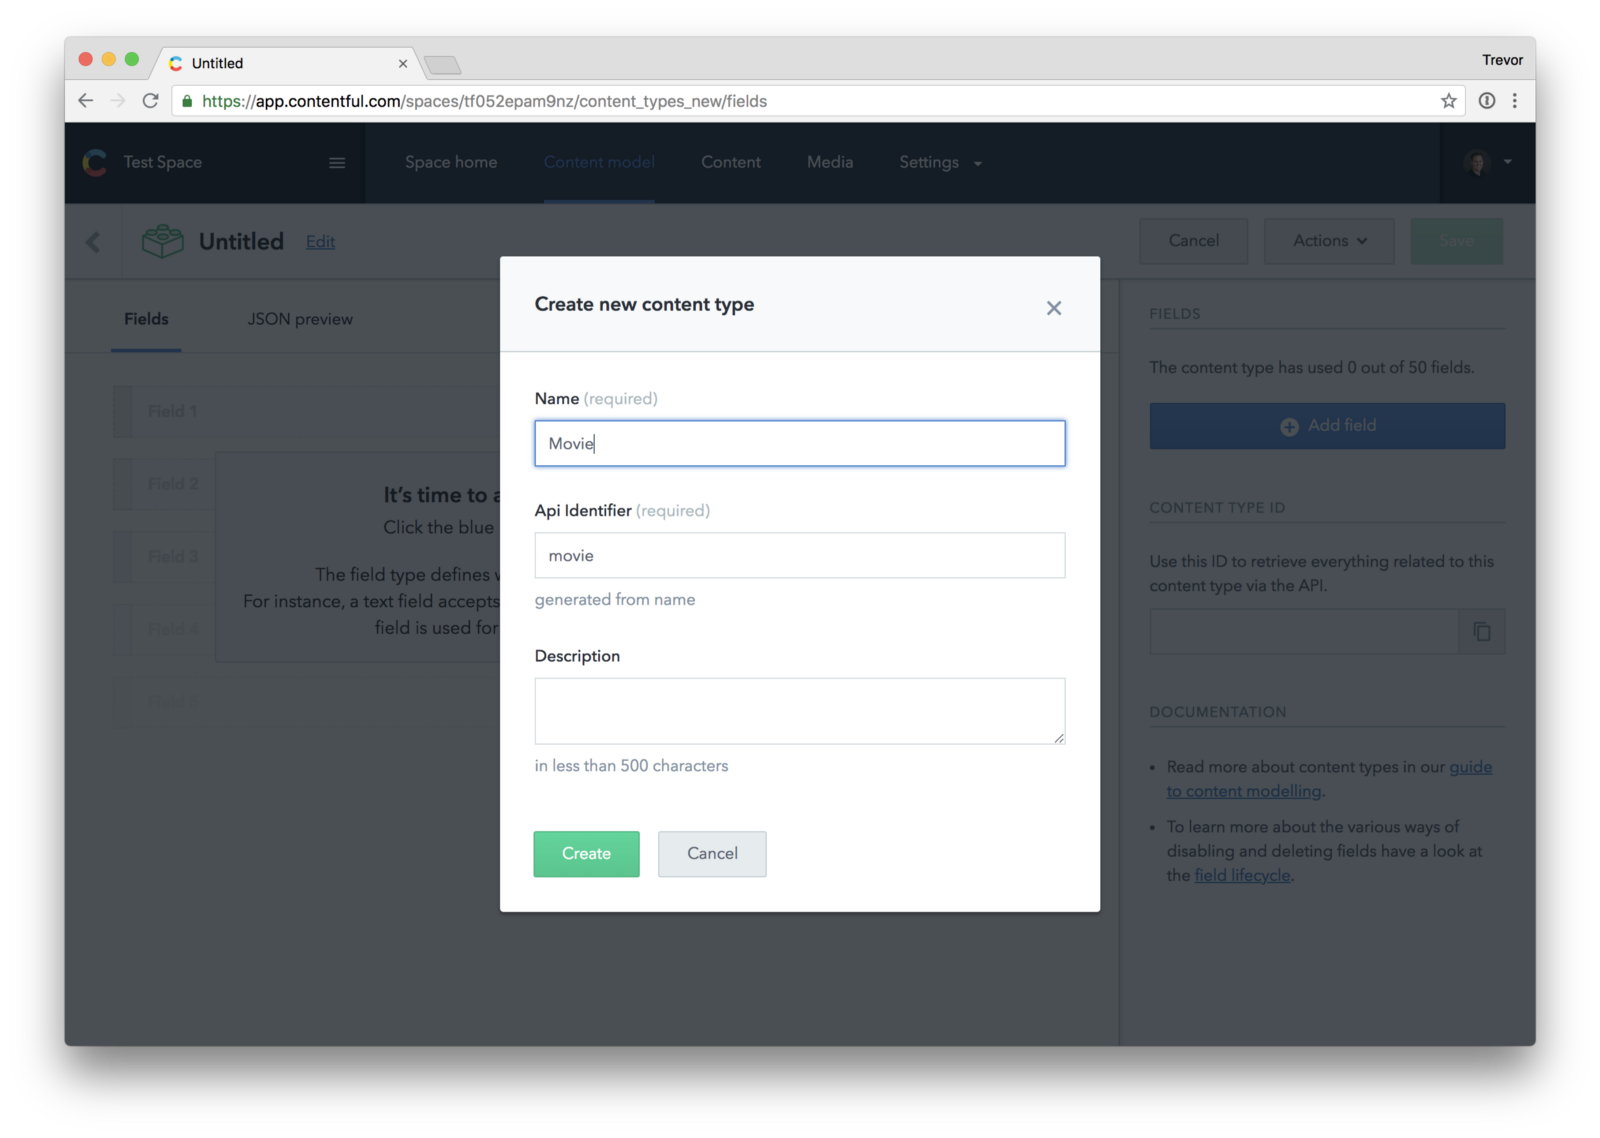 Untitled
Trevor
https://app.contentful.com/spaces/tf052epam9nz/content_types_new/fields
Test Space
Space home
Content model
Content
Media
Settings
Untitled
Edit
Cancel
Actions
Save
Fields
JSON preview
Field 1
Field 2
Field 3
Field 4
It's time to a
Click the blue
The field type defines
For instance, a text field accepts
field is used for
Create new content type
Name (required)
Movie
Api Identifier (required)
movie
generated from name
Description
in less than 500 characters
Create
Cancel
FIELDS
The content type has used 0 out of 50 fields.
Add field
CONTENT TYPE ID
Use this ID to retrieve everything related to this
content type via the API.
DOCUMENTATION
• Read more about content types in our guide
to content modelling.
• To learn more about the various ways of
disabling and deleting fields have a look at
the field lifecycle.